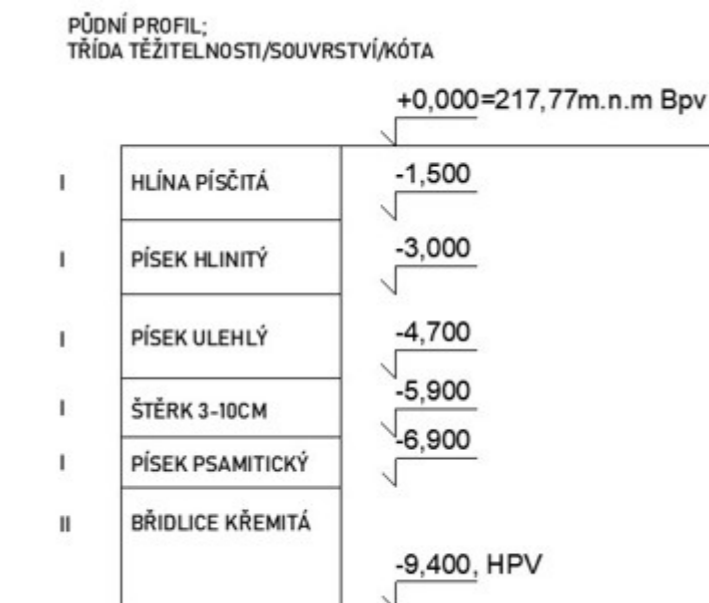 PŮDNÍ PROFIL;
TŘÍDA TĚŽITELNOSTI/SOUVRSTVÍ/KÓTA
+0,000=217,77m.n.m Bpv
I HLÍNA PÍSČITÁ -1,500
I PÍSEK HLINITÝ -3,000
I PÍSEK ULEHLÝ -4,700
I ŠTĚRK 3-10CM -5,900
I PÍSEK PSAMITICKÝ -6,900
II BŘIDLICE KŘEMITÁ
-9,400, HPV